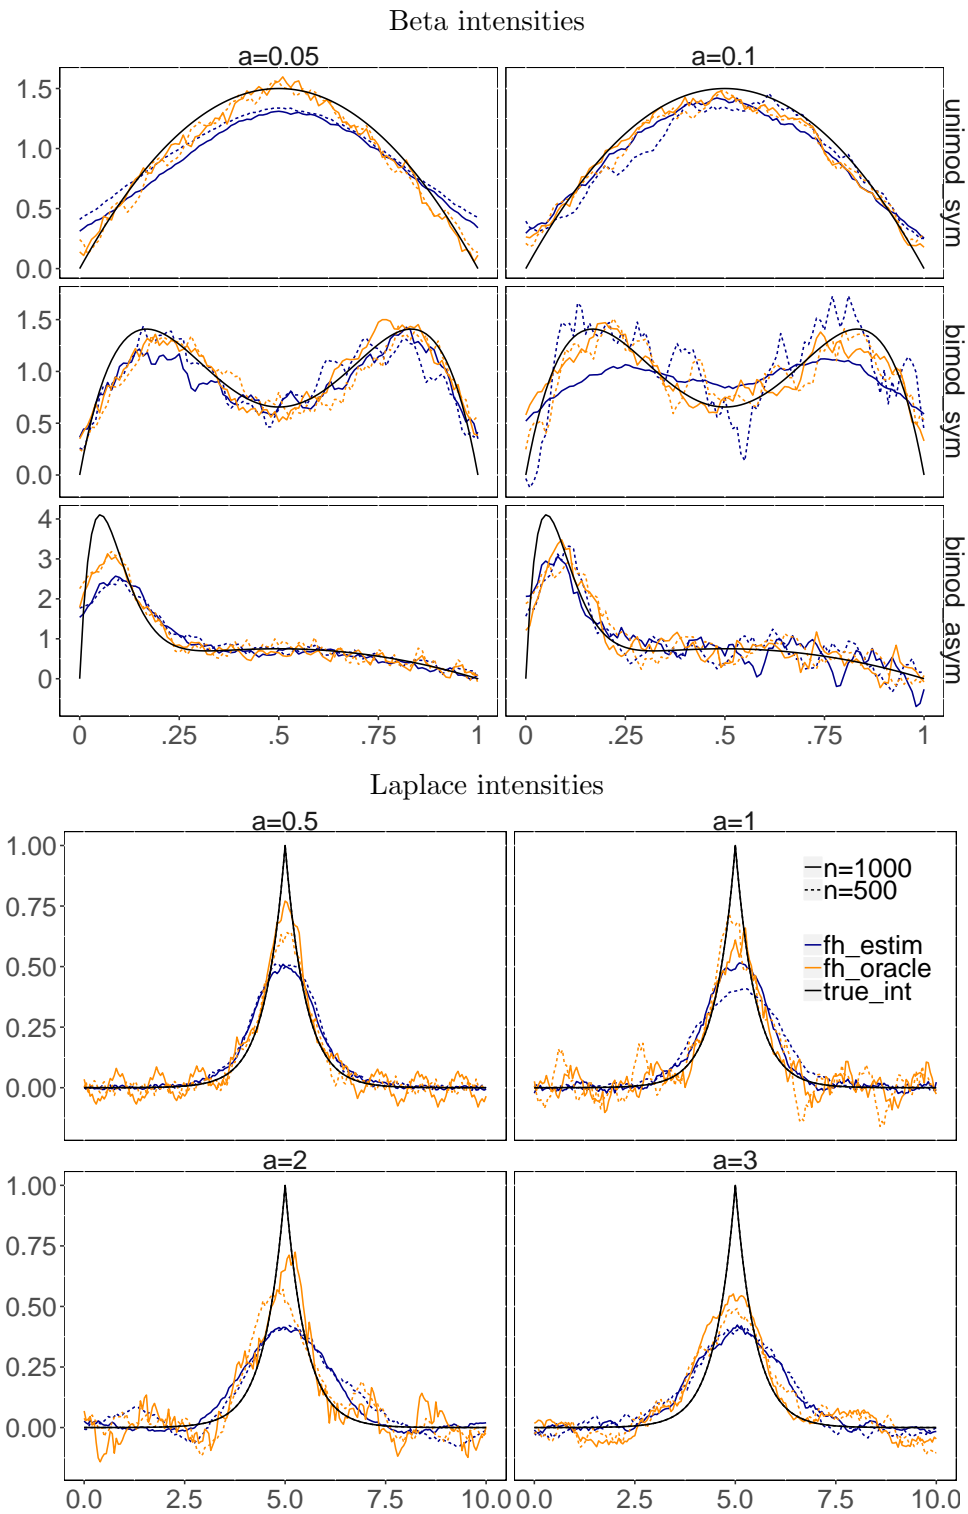 Beta intensities
a=0.05 a=0.1
1.5
1.0
0.5
0.0
unimod_sym
1.5
1.0
0.5
0.0
bimod_sym
4
3
2
1
0
bimod_asym
0 .25 .5 .75 1 0 .25 .5 .75 1
Laplace intensities
a=0.5 a=1
1.00
0.75
0.50
0.25
0.00
n=1000
n=500
fh_estim
fh_oracle
true_int
a=2 a=3
1.00
0.75
0.50
0.25
0.00
0.0 2.5 5.0 7.5 10.0 0.0 2.5 5.0 7.5 10.0